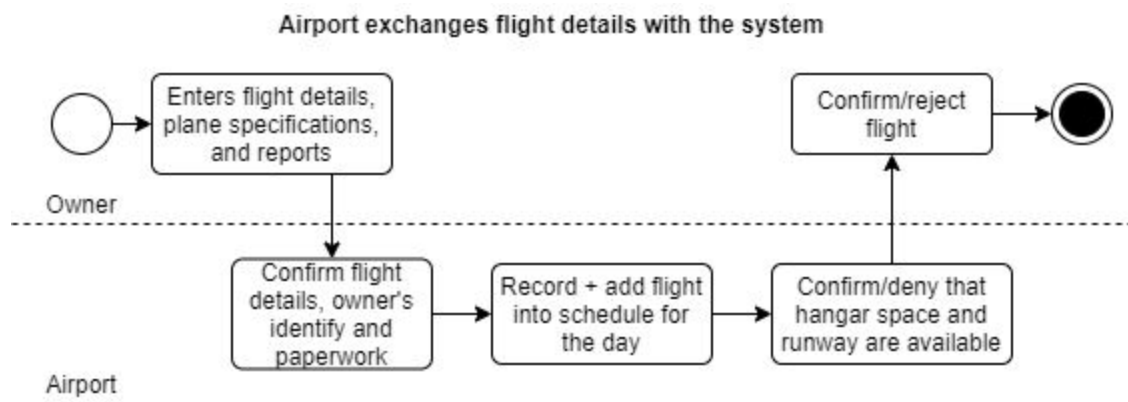 Airport exchanges flight details with the system
Enters flight details,
plane specifications,
and reports
Confirm/reject
flight
Owner
Confirm flight
details, owner's
identify and
paperwork
Record + add flight
into schedule for
the day
Confirm/deny that
hangar space and
runway are available
Airport